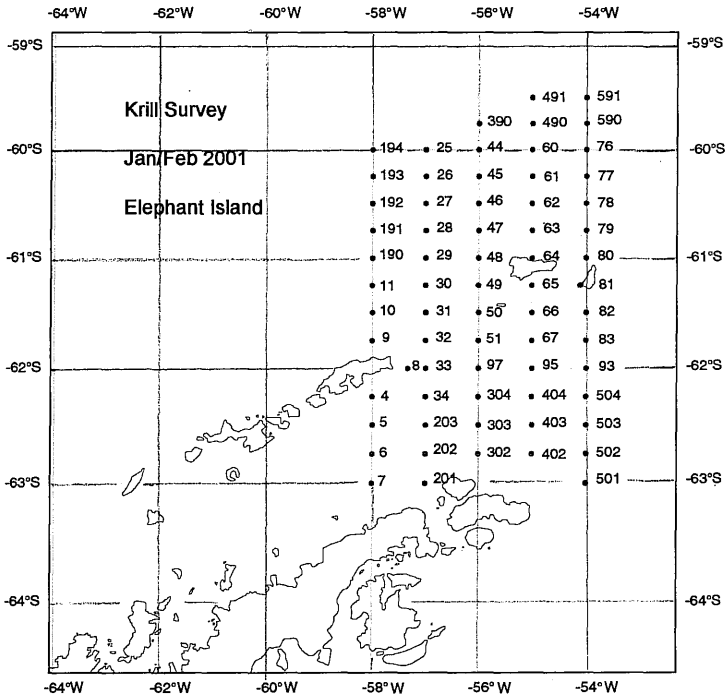 -64°W -62°W -60°W -58°W -56°W -54°W
-59°S -59°S
491 591
Krill Survey
390 490 590
-60°S 194 25 44 60 76 -60°S
Jan/Feb 2001
193 26 45 61 77
192 27 46 62 78
Elephant Island
191 28 47 63 79
-61°S 190 29 48 64 80 -61°S
11 30 49 65 81
10 31 50 66 82
9 32 51 67 83
-62°S 8 33 97 95 93 -62°S
4 34 304 404 504
5 203 303 403 503
6 202 302 402 502
-63°S 7 201 501 -63°S
-64°S -64°S
-64°W -62°W -60°W -58°W -56°W -54°W